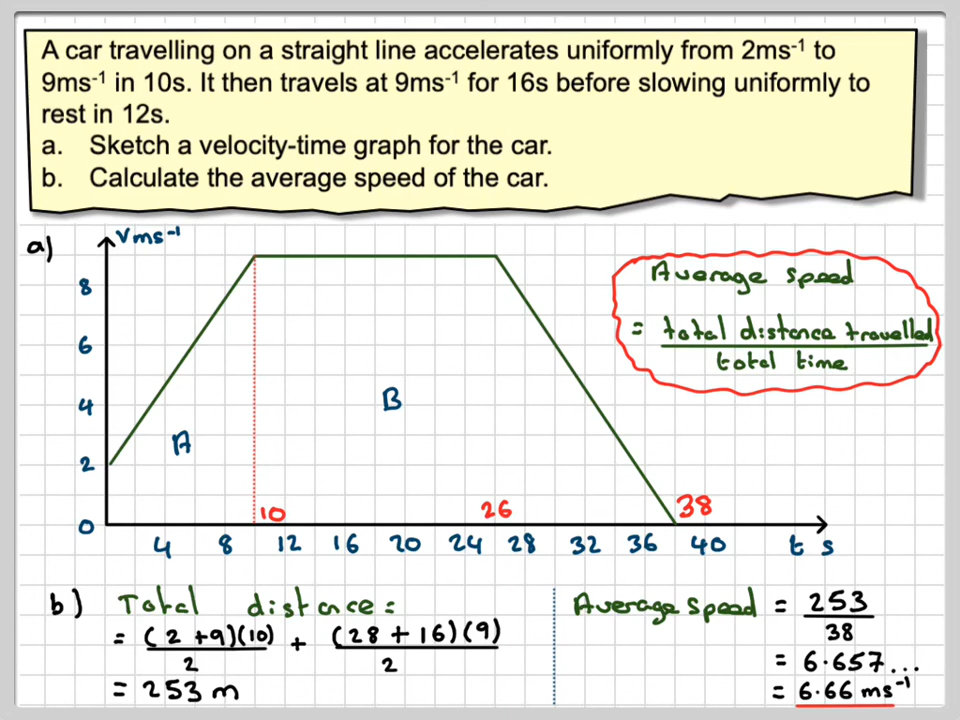 A car travelling on a straight line accelerates uniformly from 2ms⁻¹ to
9ms⁻¹ in 10s. It then travels at 9ms⁻¹ for 16s before slowing uniformly to
rest in 12s.
a. Sketch a velocity-time graph for the car.
b. Calculate the average speed of the car.
a)
Vms⁻¹
8
6
4
2
0
A
B
10
26
38
4 8 12 16 20 24 28 32 36 40 t s
Average speed
= total distance travelled
total time
b) Total distance =
= (2 + 9)(10) + (28 + 16)(9)
2 2
= 253 m
Average speed = 253
38
= 6.657...
= 6.66 ms⁻¹